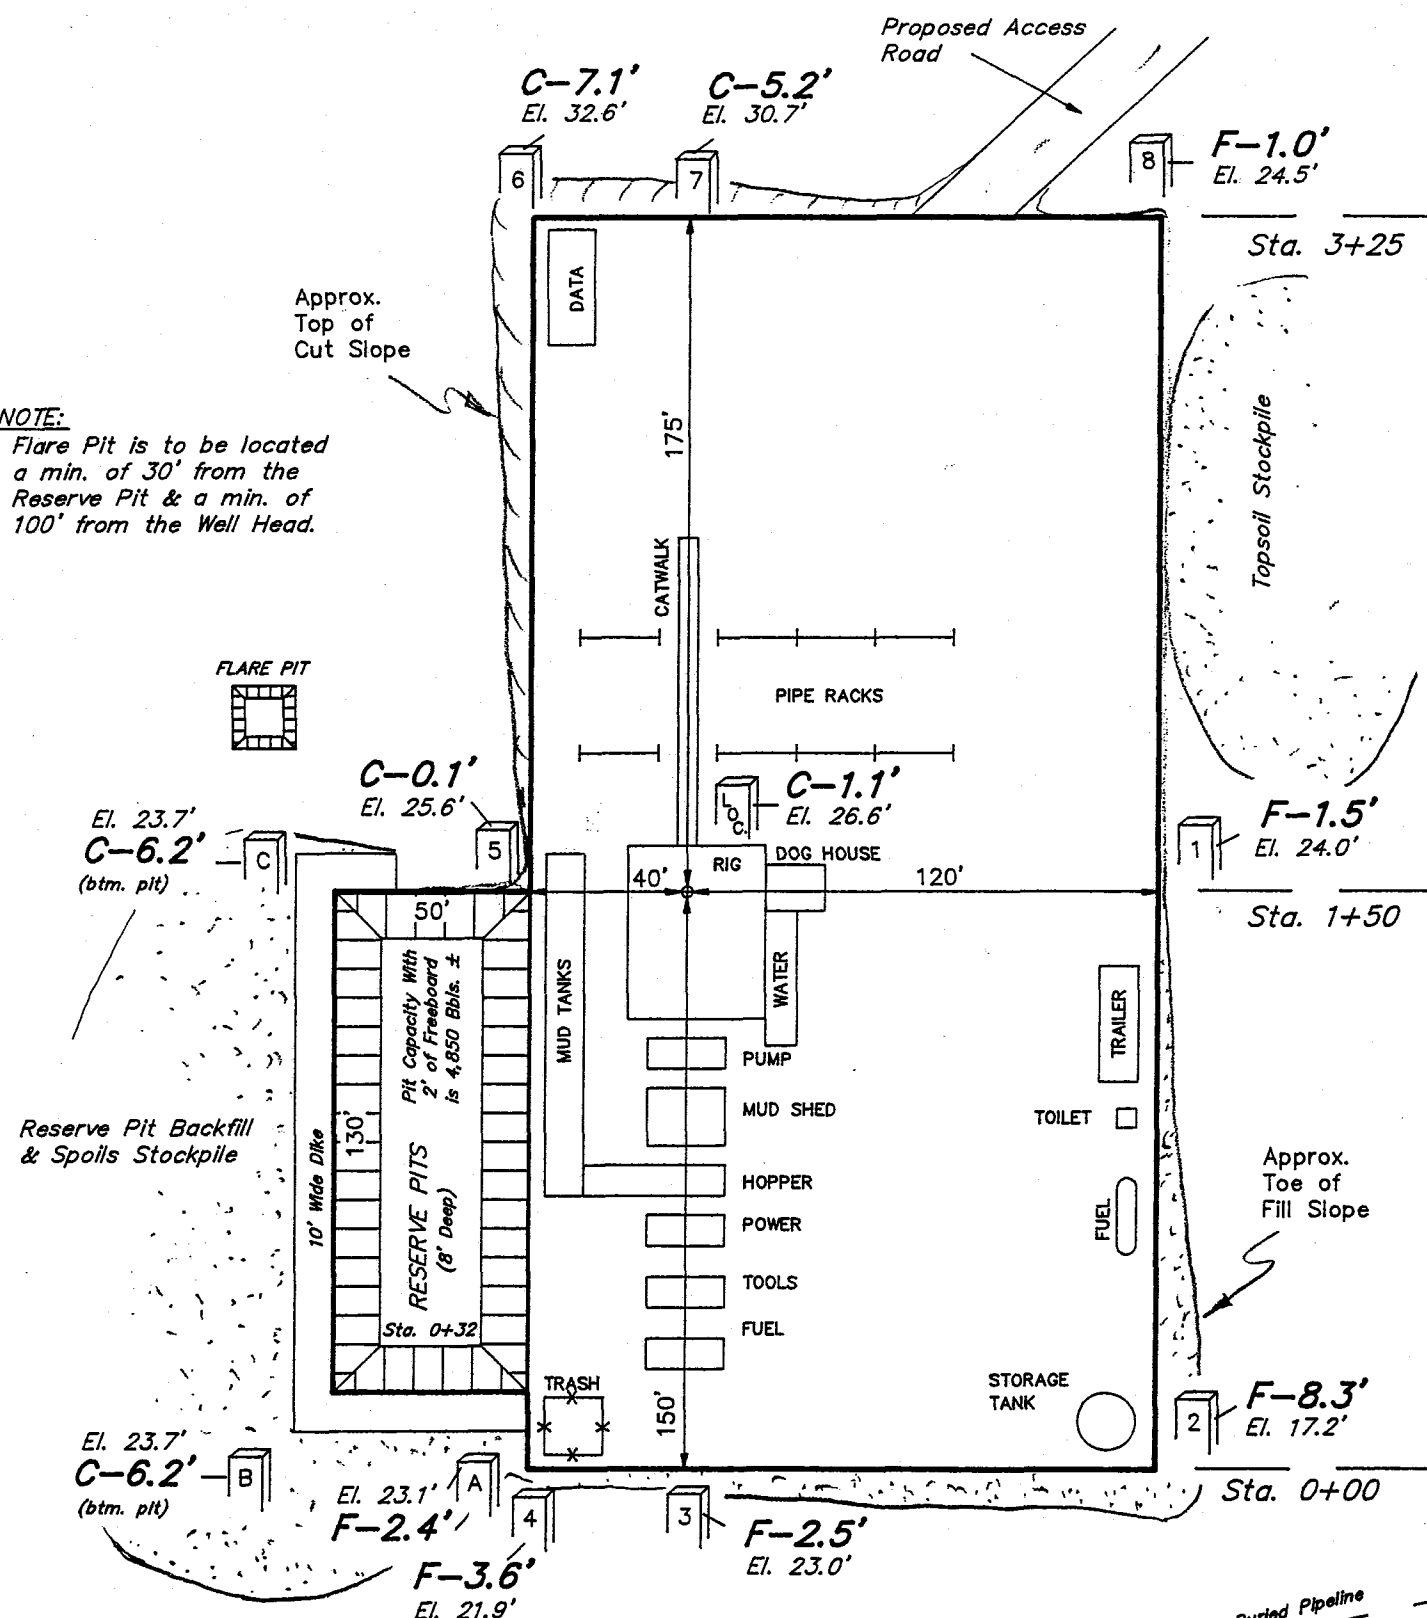 Proposed Access
Road
C-7.1'
El. 32.6'
C-5.2'
El. 30.7'
F-1.0'
El. 24.5'
6
7
8
Sta. 3+25
DATA
Approx.
Top of
Cut Slope
175'
Topsoil Stockpile
NOTE:
Flare Pit is to be located
a min. of 30' from the
Reserve Pit & a min. of
100' from the Well Head.
CATWALK
FLARE PIT
PIPE RACKS
C-0.1'
El. 25.6'
LOC.
C-1.1'
El. 26.6'
F-1.5'
El. 24.0'
El. 23.7'
C-6.2'
(btm. pit)
C
5
1
RIG
DOG HOUSE
40'
120'
50'
Sta. 1+50
MUD TANKS
WATER
TRAILER
Pit Capacity With
2' of Freeboard
is 4,850 Bbls. ±
PUMP
MUD SHED
TOILET
Reserve Pit Backfill
& Spoils Stockpile
10' Wide Dike
130'
RESERVE PITS
(8' Deep)
HOPPER
POWER
FUEL
Approx.
Toe of
Fill Slope
TOOLS
FUEL
Sta. 0+32
TRASH
150'
STORAGE
TANK
2
F-8.3'
El. 17.2'
El. 23.7'
C-6.2'
(btm. pit)
B
A
El. 23.1'
F-2.4'
4
3
Sta. 0+00
F-2.5'
El. 23.0'
F-3.6'
El. 21.9'
Buried Pipeline